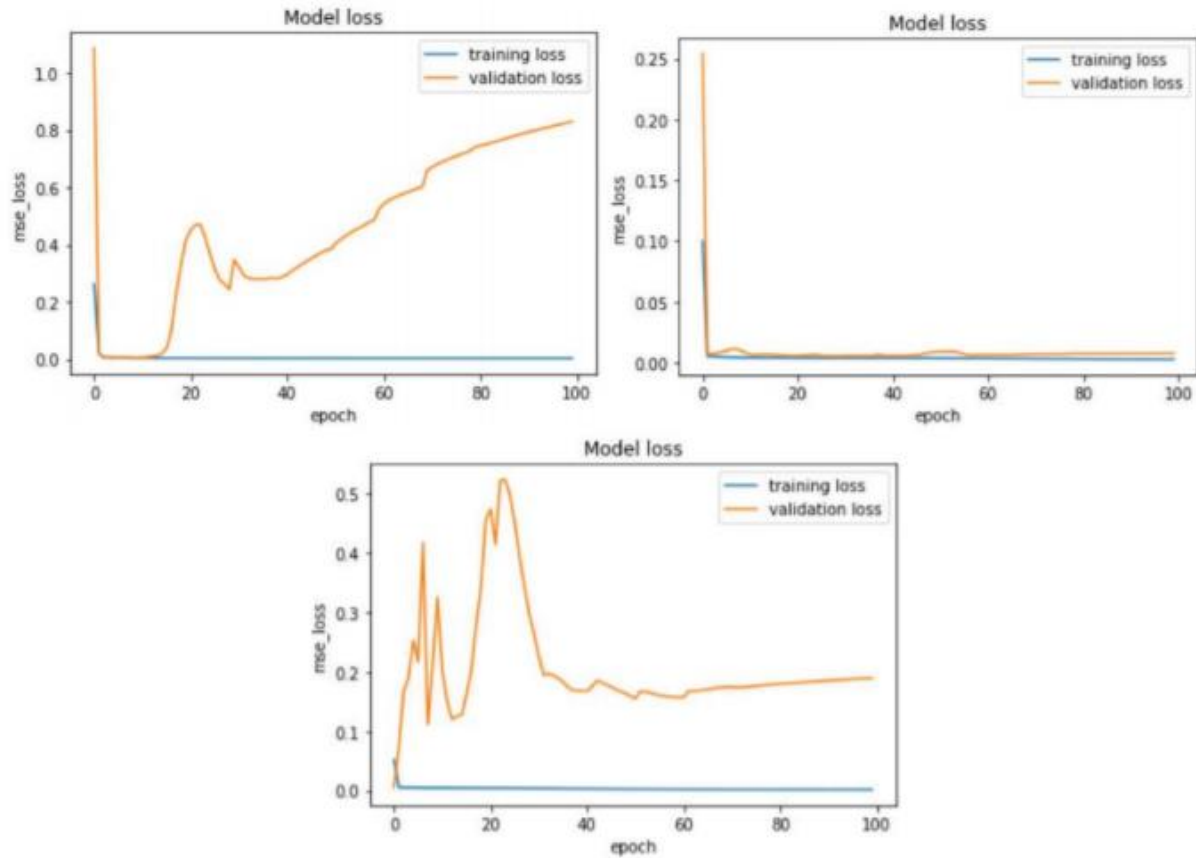 Model loss
training loss
validation loss
mse_loss
1.0
0.8
0.6
0.4
0.2
0.0
0 20 40 60 80 100
epoch
Model loss
training loss
validation loss
mse_loss
0.25
0.20
0.15
0.10
0.05
0.00
0 20 40 60 80 100
epoch
Model loss
training loss
validation loss
mse_loss
0.5
0.4
0.3
0.2
0.1
0.0
0 20 40 60 80 100
epoch